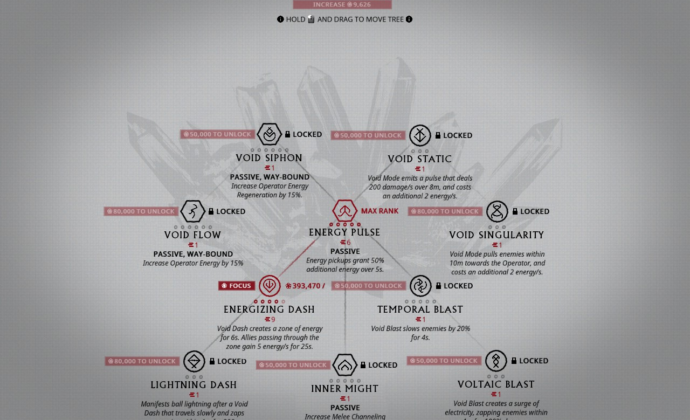 INCREASE 9,626
HOLD AND DRAG TO MOVE TREE
50,000 TO UNLOCK LOCKED
VOID SIPHON
1
PASSIVE, WAY-BOUND
Increase Operator Energy
Regeneration by 15%.
50,000 TO UNLOCK LOCKED
VOID STATIC
1
Void Mode emits a pulse that deals
200 damage/s over 8m, and costs
an additional 2 energy/s.
80,000 TO UNLOCK LOCKED
VOID FLOW
1
PASSIVE, WAY-BOUND
Increase Operator Energy by 15%
MAX RANK
ENERGY PULSE
6
PASSIVE
Energy pickups grant 50%
additional energy over 5s.
80,000 TO UNLOCK LOCKED
VOID SINGULARITY
1
Void Mode pulls enemies within
10m towards the Operator, and
costs an additional 2 energy/s.
FOCUS 393,470 /
ENERGIZING DASH
9
Void Dash creates a zone of energy
for 6s. Allies passing through the
zone gain 5 energy/s for 25s.
50,000 TO UNLOCK LOCKED
TEMPORAL BLAST
1
Void Blast slows enemies by 20%
for 4s.
80,000 TO UNLOCK LOCKED
LIGHTNING DASH
1
Manifests ball lightning after a Void
Dash that travels slowly and zaps
50,000 TO UNLOCK LOCKED
INNER MIGHT
1
PASSIVE
Increase Melee Channeling
50,000 TO UNLOCK LOCKED
VOLTAIC BLAST
1
Void Blast creates a surge of
electricity, zapping enemies within